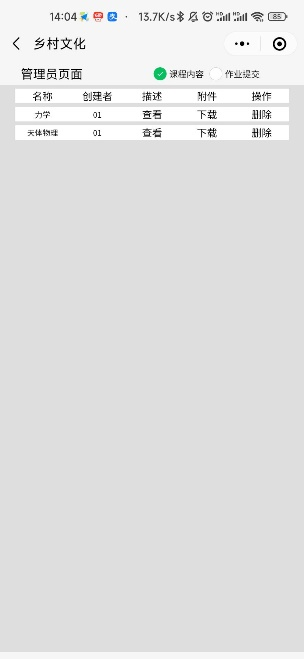 14:04 · 13.7K/s 85
乡村文化
管理员页面 课程内容 作业提交
名称 创建者 描述 附件 操作
力学 01 查看 下载 删除
天体物理 01 查看 下载 删除